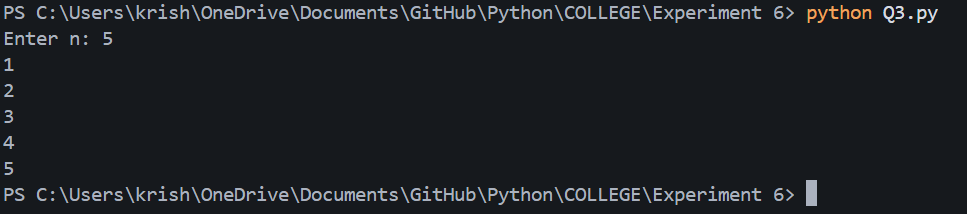 PS C:\Users\krish\OneDrive\Documents\GitHub\Python\COLLEGE\Experiment 6> python Q3.py
Enter n: 5
1
2
3
4
5
PS C:\Users\krish\OneDrive\Documents\GitHub\Python\COLLEGE\Experiment 6>